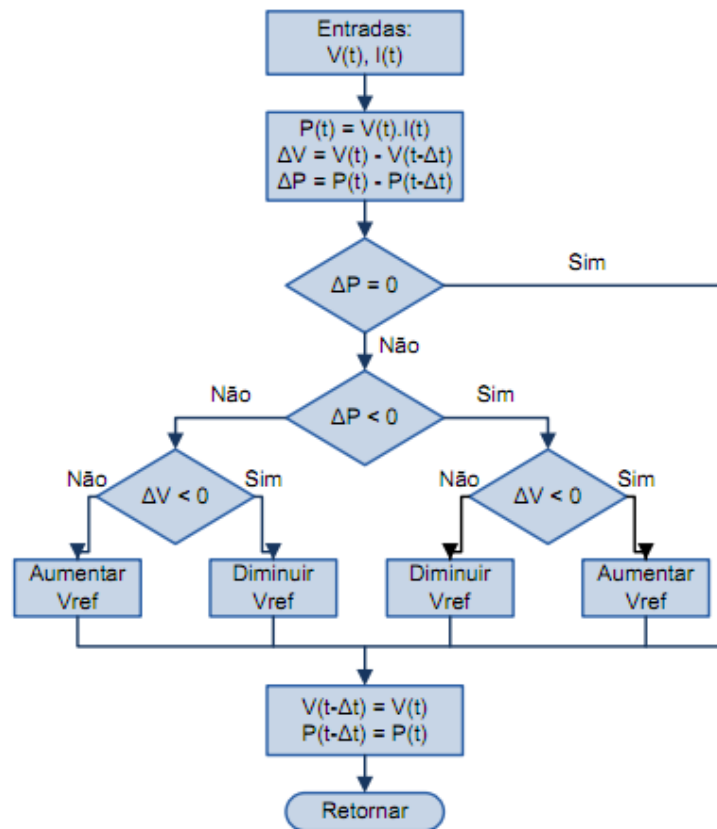 Entradas:
V(t), I(t)
P(t) = V(t).I(t)
ΔV = V(t) - V(t-Δt)
ΔP = P(t) - P(t-Δt)
Sim
ΔP = 0
Não
Não
ΔP < 0
Sim
Não
ΔV < 0
Sim
Não
ΔV < 0
Sim
Aumentar
Vref
Diminuir
Vref
Diminuir
Vref
Aumentar
Vref
V(t-Δt) = V(t)
P(t-Δt) = P(t)
Retornar